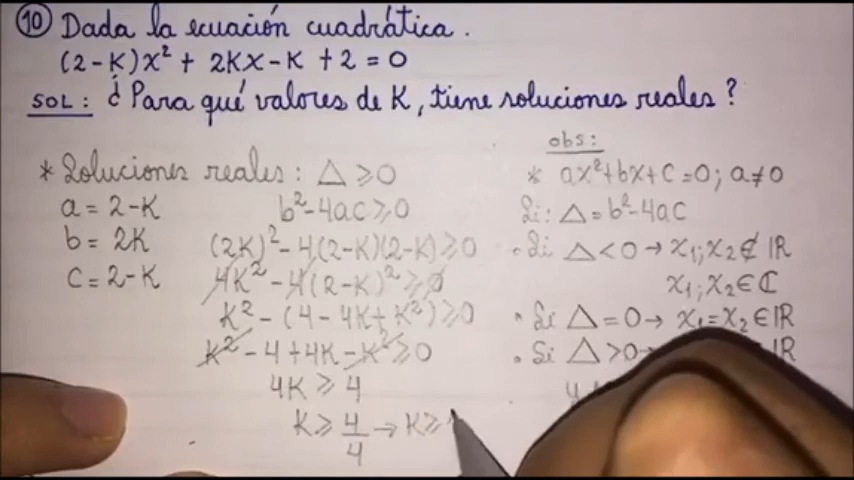 ⑩ Dada la ecuación cuadrática.
(2-K)x² + 2Kx - K + 2 = 0
SOL: ¿Para qué valores de K, tiene soluciones reales?
* Soluciones reales: △ ≥ 0
a = 2-K
b = 2K
c = 2-K
b²-4ac ≥ 0
(2K)² - 4(2-K)(2-K) ≥ 0
4K² - 4(2-K)² ≥ 0
K² - (4 - 4K + K²) ≥ 0
K² - 4 + 4K - K² ≥ 0
4K ≥ 4
K ≥ 4/4 → K ≥
obs:
* ax²+bx+c=0; a≠0
Si: △ = b²-4ac
• Si △ < 0 → x₁; x₂ ∉ ℝ
x₁; x₂ ∈ ℂ
• Si △ = 0 → x₁ = x₂ ∈ ℝ
• Si △ > 0 → ℝ